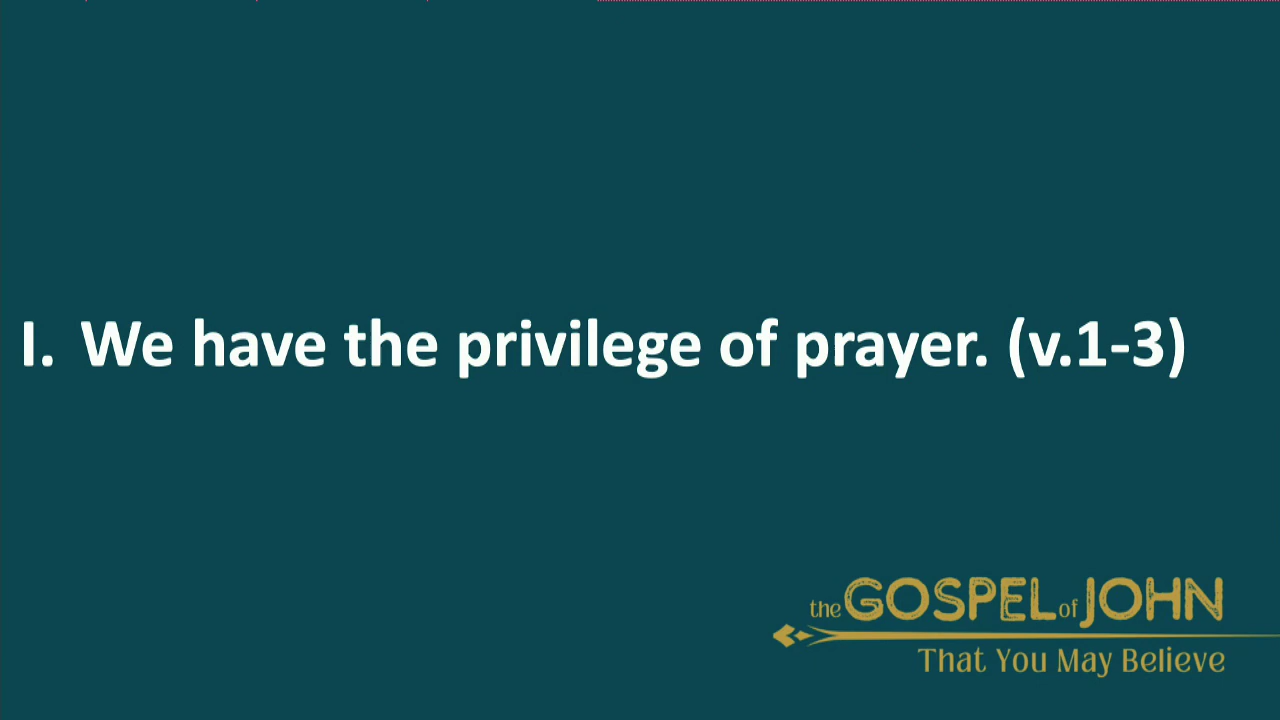 I. We have the privilege of prayer. (v.1-3)
the GOSPEL of JOHN
That You May Believe